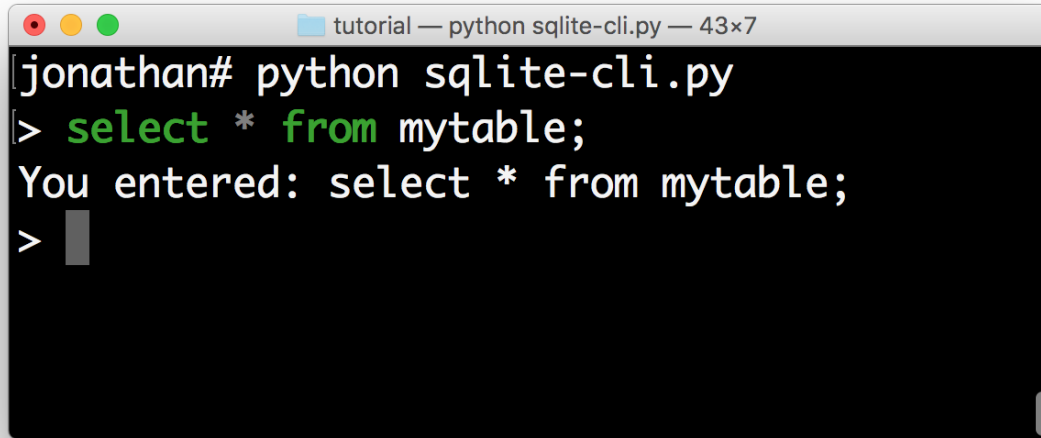 tutorial — python sqlite-cli.py — 43×7
jonathan# python sqlite-cli.py
> select * from mytable;
You entered: select * from mytable;
>